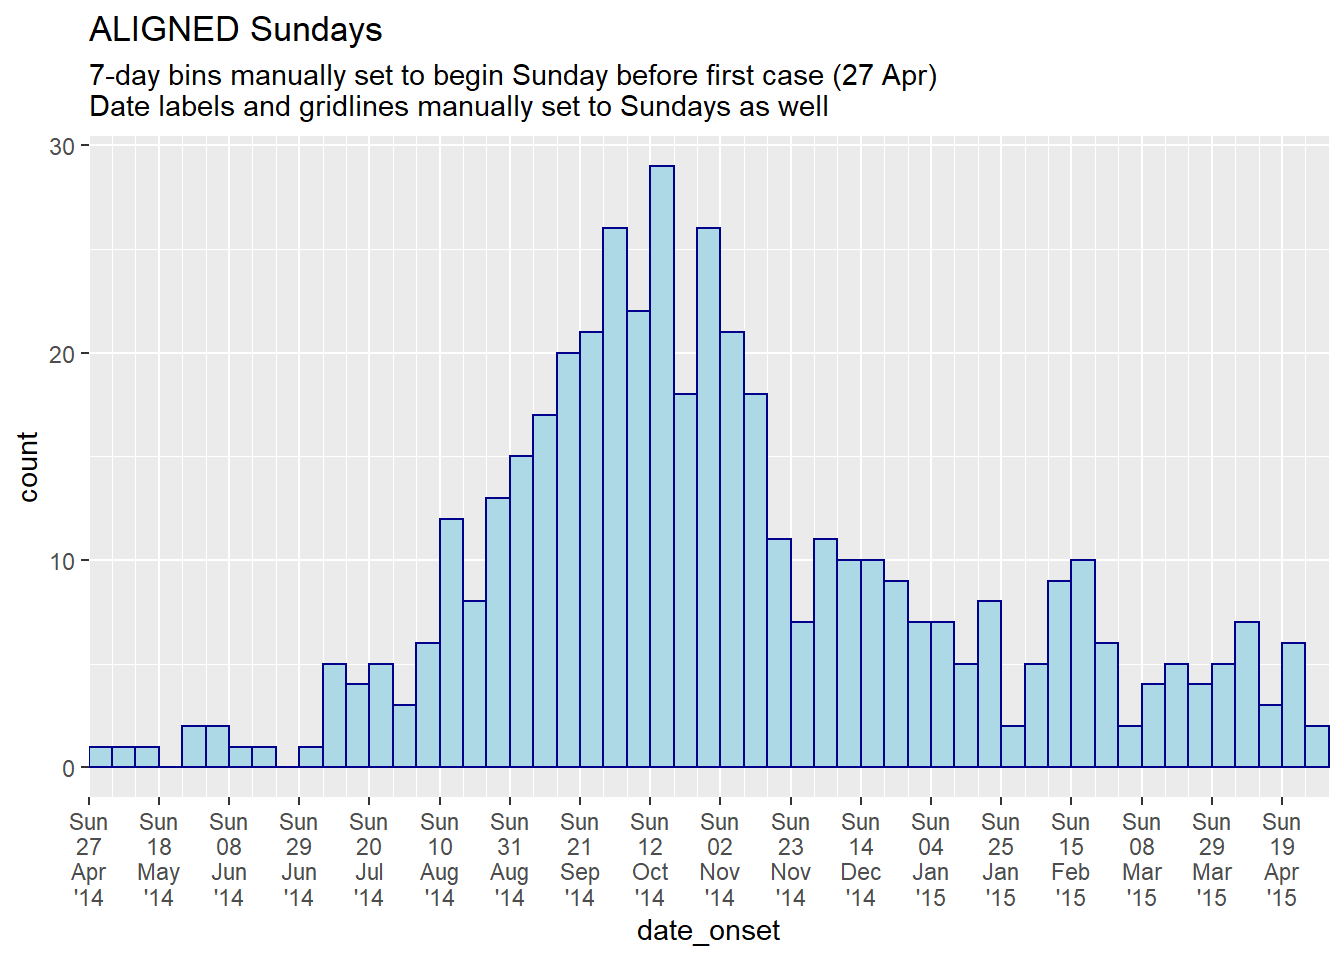 ALIGNED Sundays
7-day bins manually set to begin Sunday before first case (27 Apr)
Date labels and gridlines manually set to Sundays as well
30
20
10
0
count
Sun Sun Sun Sun Sun Sun Sun Sun Sun Sun Sun Sun Sun Sun Sun Sun Sun Sun
27 18 08 29 20 10 31 21 12 02 23 14 04 25 15 08 29 19
Apr May Jun Jun Jul Aug Aug Sep Oct Nov Nov Dec Jan Jan Feb Mar Mar Apr
'14 '14 '14 '14 '14 '14 '14 '14 '14 '14 '14 '14 '15 '15 '15 '15 '15 '15
date_onset